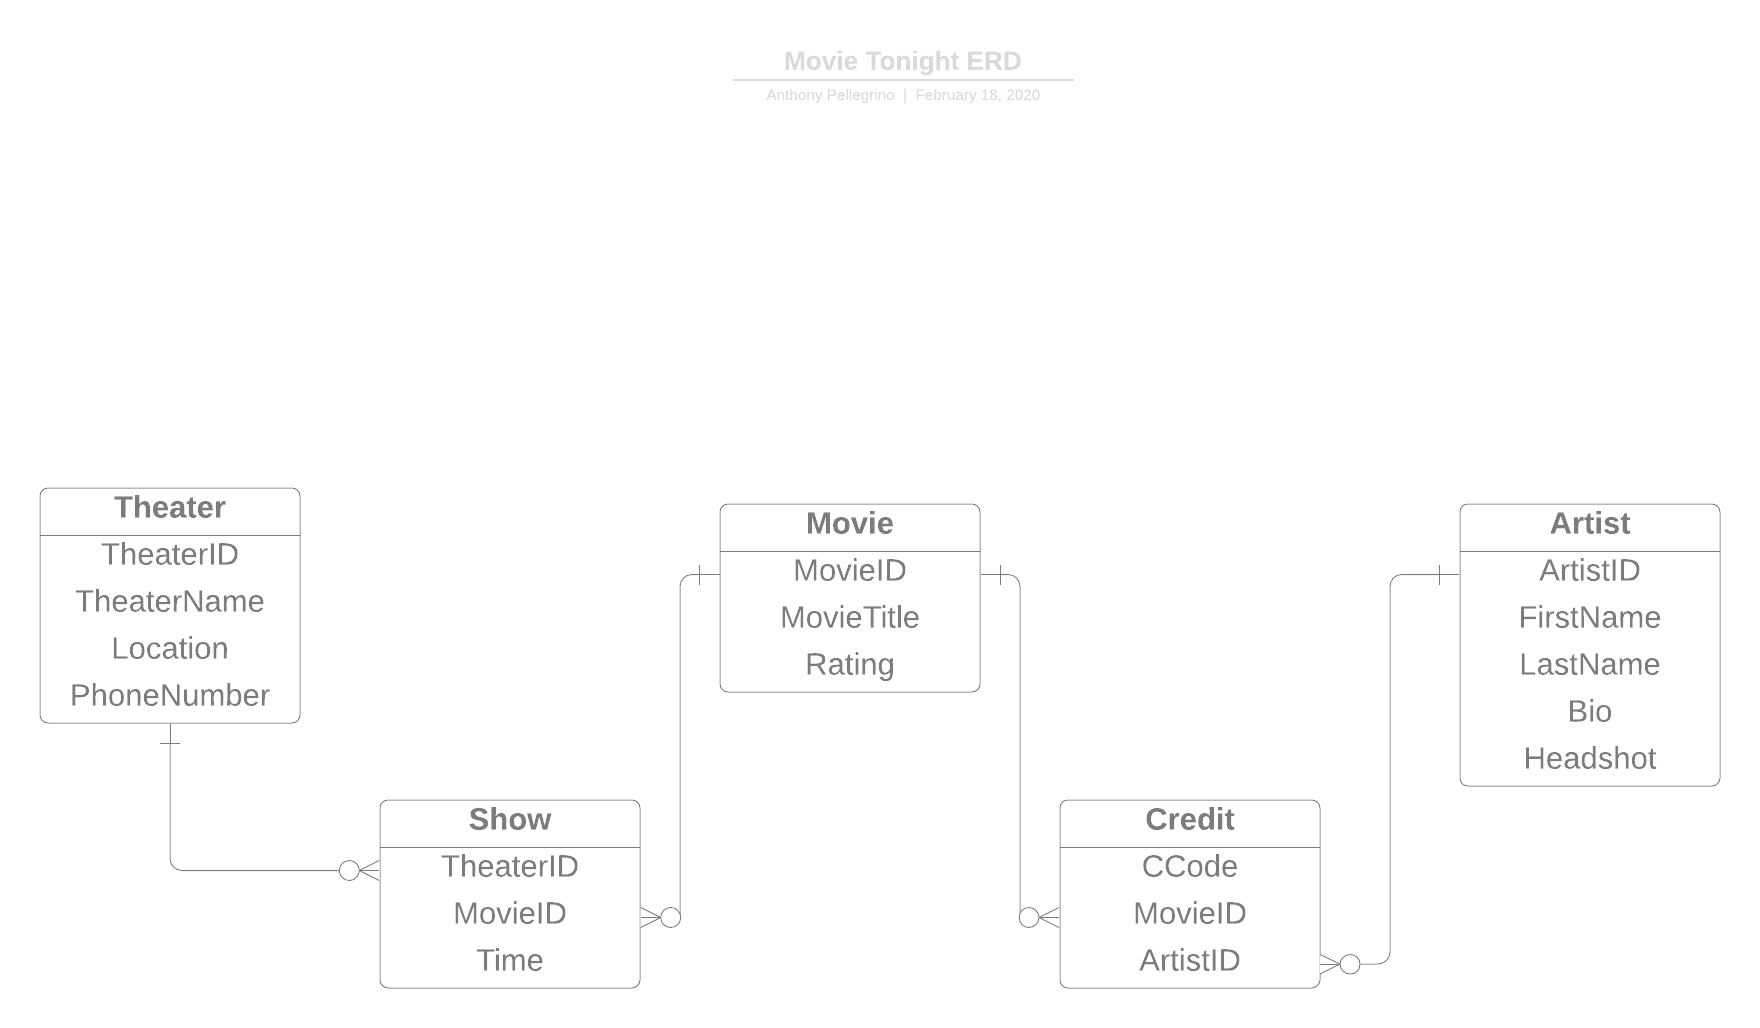 Movie Tonight ERD
Anthony Pellegrino | February 18, 2020
Theater
TheaterID
TheaterName
Location
PhoneNumber
Show
TheaterID
MovieID
Time
Movie
MovieID
MovieTitle
Rating
Credit
CCode
MovieID
ArtistID
Artist
ArtistID
FirstName
LastName
Bio
Headshot